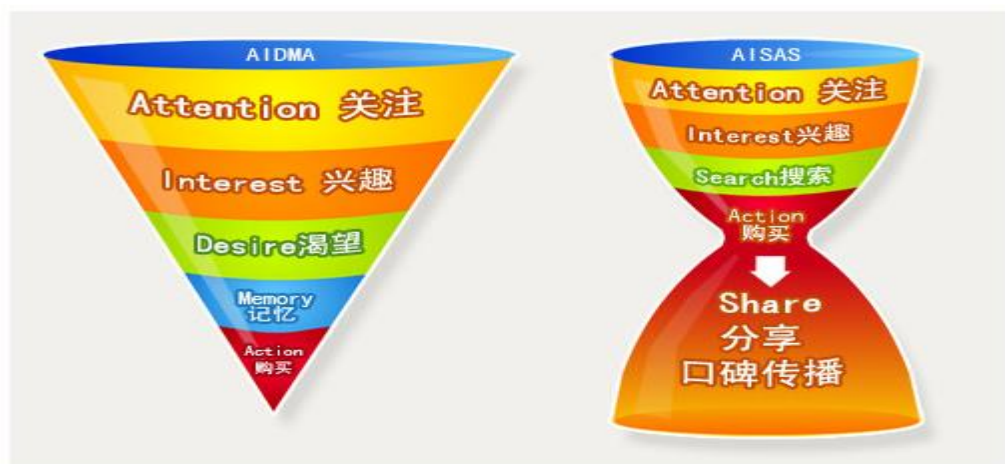 AIDMA
Attention 关注
Interest 兴趣
Desire渴望
Memory
记忆
Action
购买
AISAS
Attention 关注
Interest兴趣
Search搜索
Action
购买
Share
分享
口碑传播